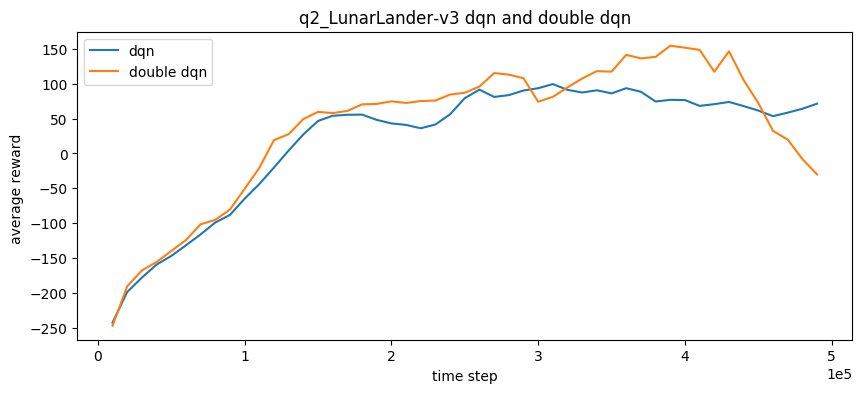 q2_LunarLander-v3 dqn and double dqn
dqn
double dqn
average reward
150
100
50
0
−50
−100
−150
−200
−250
0 1 2 3 4 5
1e5
time step